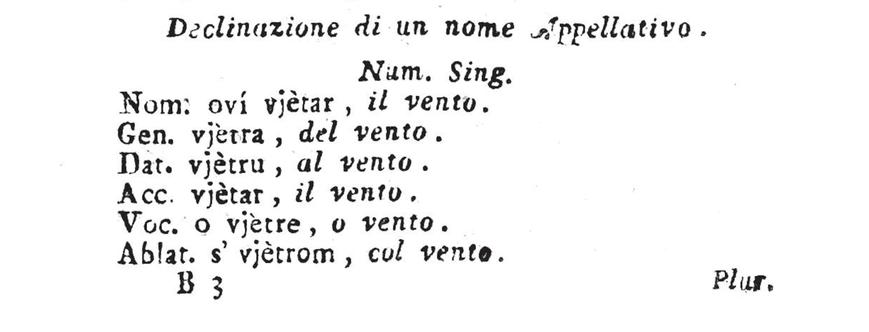 Declinazione di un nome Appellativo.
Num. Sing.
Nom: oví vjètar, il vento.
Gen. vjètra, del vento.
Dat. vjètru, al vento.
Acc. vjètar, il vento.
Voc. o vjètre, o vento.
Ablat. s' vjètrom, col vento.
B 3 Plur.